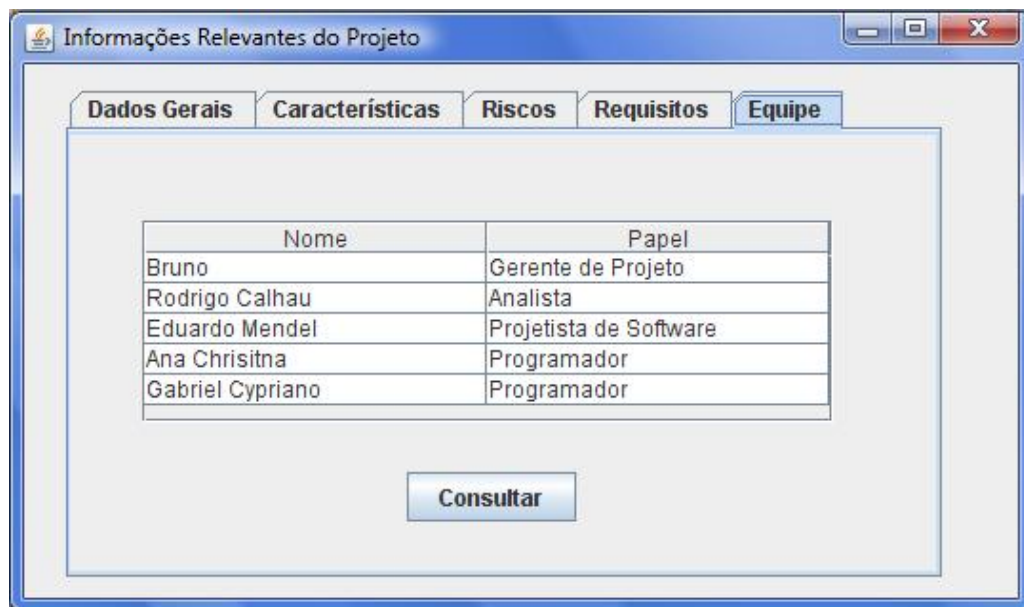 Informações Relevantes do Projeto
Dados Gerais Característícas Riscos Requisitos Equipe
Nome Papel
Bruno Gerente de Projeto
Rodrigo Calhau Analista
Eduardo Mendel Projetista de Software
Ana Chrisitna Programador
Gabriel Cypriano Programador
Consultar